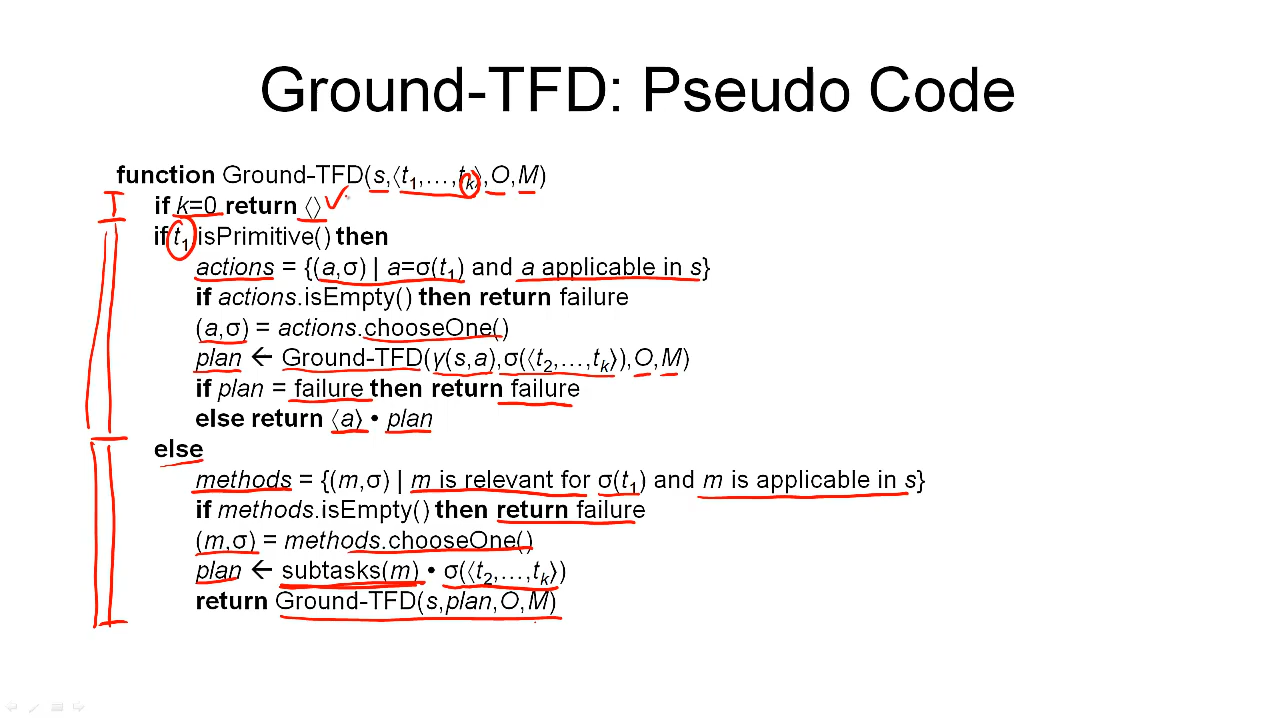 Ground-TFD: Pseudo Code
function Ground-TFD(s,⟨t1,…,tk⟩,O,M)
if k=0 return ⟨⟩
if t1.isPrimitive() then
actions = {(a,σ) | a=σ(t1) and a applicable in s}
if actions.isEmpty() then return failure
(a,σ) = actions.chooseOne()
plan ← Ground-TFD(γ(s,a),σ(⟨t2,…,tk⟩),O,M)
if plan = failure then return failure
else return ⟨a⟩ • plan
else
methods = {(m,σ) | m is relevant for σ(t1) and m is applicable in s}
if methods.isEmpty() then return failure
(m,σ) = methods.chooseOne()
plan ← subtasks(m) • σ(⟨t2,…,tk⟩)
return Ground-TFD(s,plan,O,M)